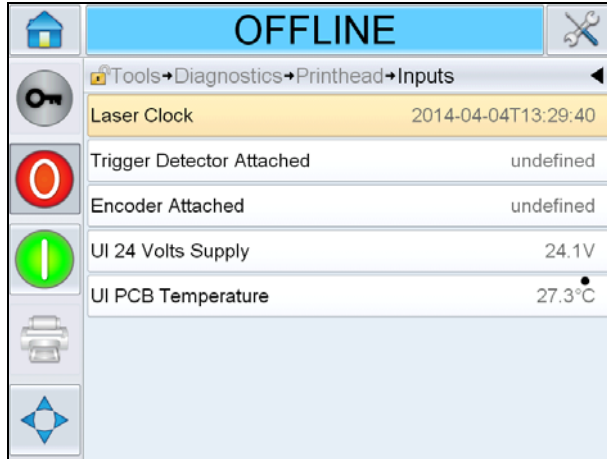 OFFLINE
Tools→Diagnostics→Printhead→Inputs
Laser Clock 2014-04-04T13:29:40
Trigger Detector Attached undefined
Encoder Attached undefined
UI 24 Volts Supply 24.1V
UI PCB Temperature 27.3°C